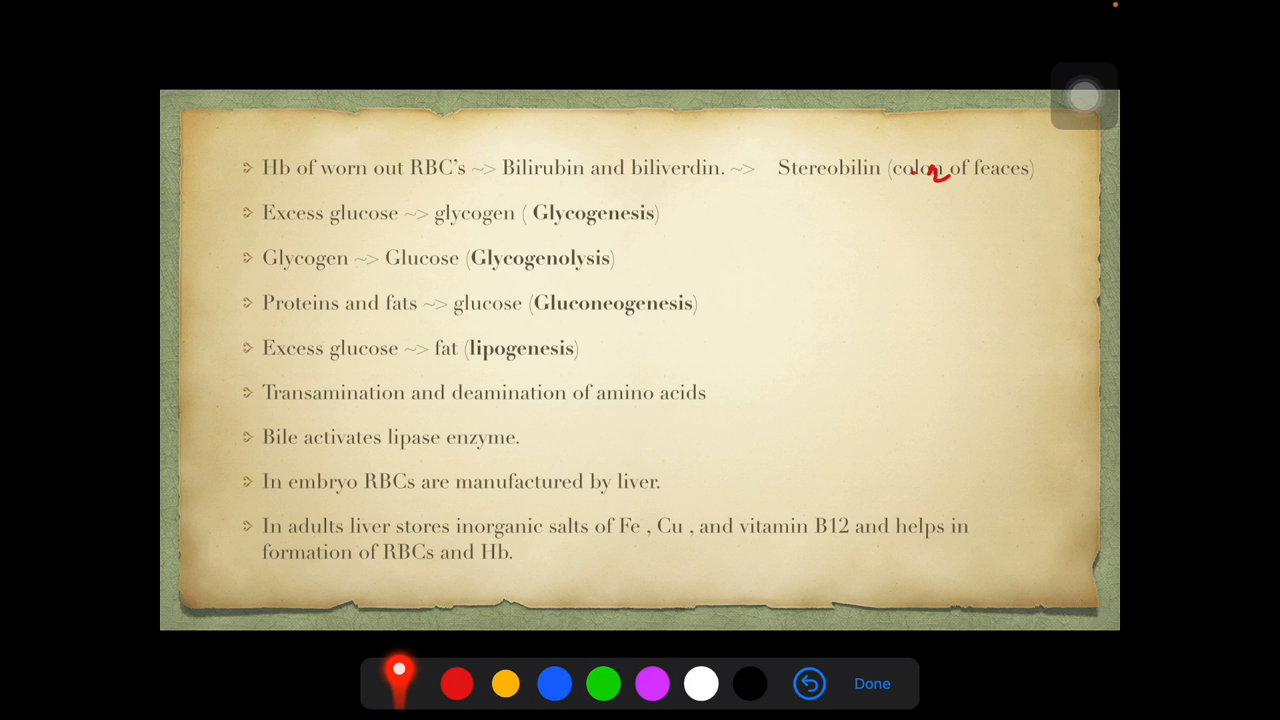 Hb of worn out RBC's ~> Bilirubin and biliverdin. ~> Stereobilin (colon of feaces)
Excess glucose ~> glycogen ( Glycogenesis)
Glycogen ~> Glucose (Glycogenolysis)
Proteins and fats ~> glucose (Gluconeogenesis)
Excess glucose ~> fat (lipogenesis)
Transamination and deamination of amino acids
Bile activates lipase enzyme.
In embryo RBCs are manufactured by liver.
In adults liver stores inorganic salts of Fe , Cu , and vitamin B12 and helps in
formation of RBCs and Hb.
Done